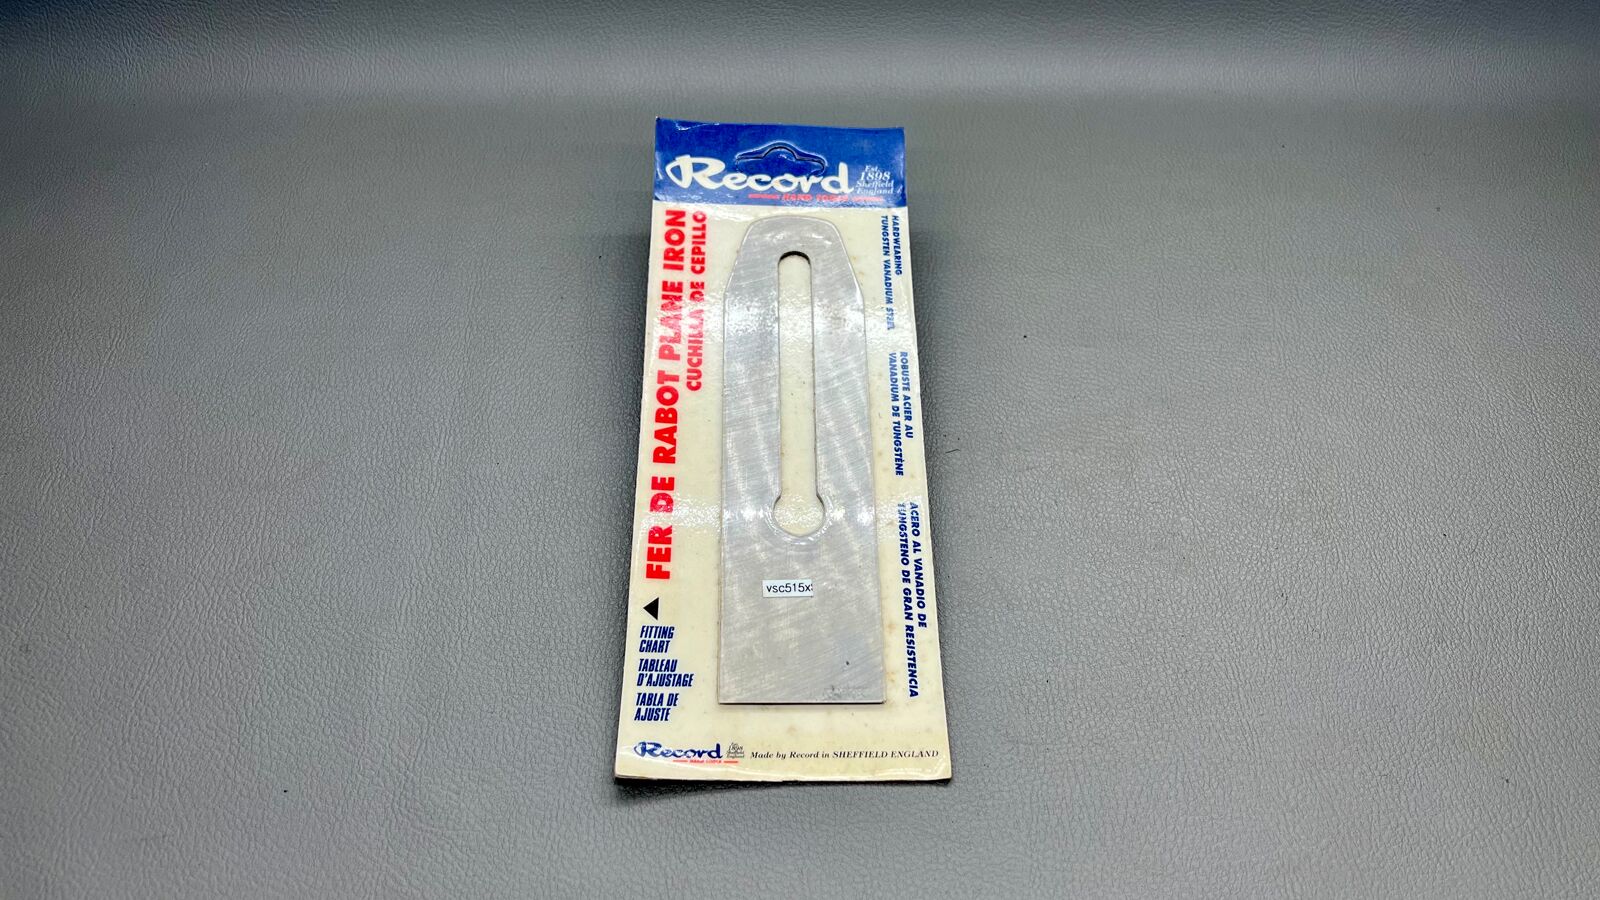 Record
Est.
1898
Sheffield
England
HAND TOOLS
FER DE RABOT PLANE IRON
CUCHILLA DE CEPILLO
HARDWEARING
TUNGSTEN VANADIUM STEEL
ROBUSTE ACIER AU
VANADIUM DE TUNGSTÈNE
ACERO AL VANADIO DE
TUNGSTENO DE GRAN RESISTENCIA
vsc515x
FITTING
CHART
TABLEAU
D'AJUSTAGE
TABLA DE
AJUSTE
Record
1898
Made by Record in SHEFFIELD ENGLAND